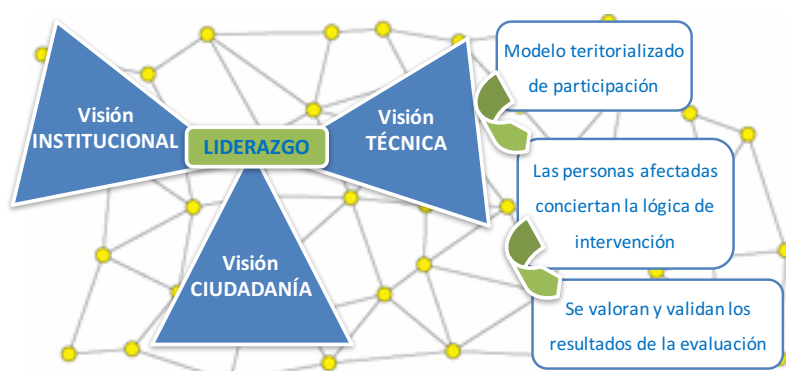 Visión
INSTITUCIONAL
LIDERAZGO
Visión
TÉCNICA
Visión
CIUDADANÍA
Modelo teritorializado
de participación
Las personas afectadas
conciertan la lógica de
intervención
Se valoran y validan los
resultados de la evaluación